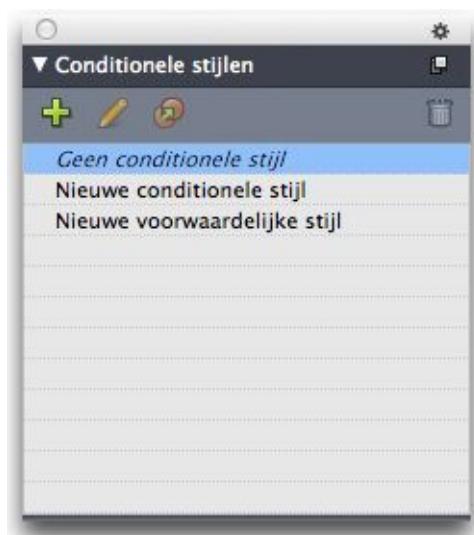 Conditionele stijlen
Geen conditionele stijl
Nieuwe conditionele stijl
Nieuwe voorwaardelijke stijl